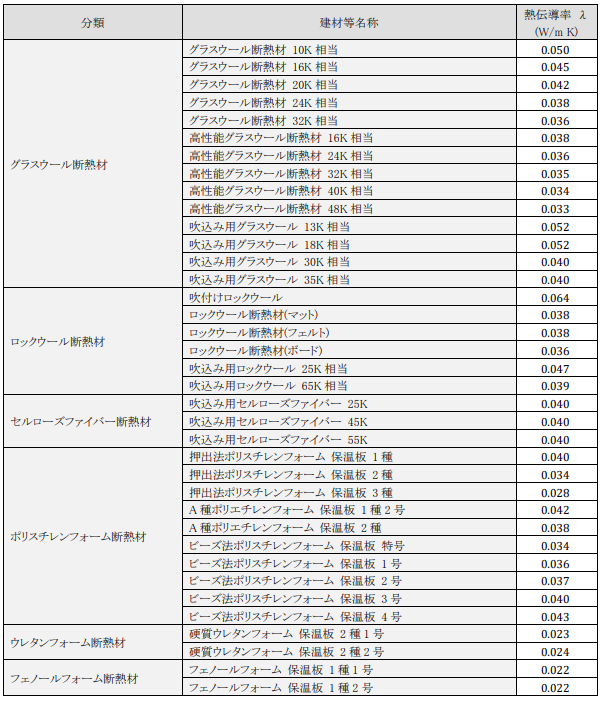 分類 建材等名称 熱伝導率 λ
(W/m K)
グラスウール断熱材 10K 相当 0.050
グラスウール断熱材 16K 相当 0.045
グラスウール断熱材 20K 相当 0.042
グラスウール断熱材 24K 相当 0.038
グラスウール断熱材 32K 相当 0.036
高性能グラスウール断熱材 16K 相当 0.038
高性能グラスウール断熱材 24K 相当 0.036
グラスウール断熱材 高性能グラスウール断熱材 32K 相当 0.035
高性能グラスウール断熱材 40K 相当 0.034
高性能グラスウール断熱材 48K 相当 0.033
吹込み用グラスウール 13K 相当 0.052
吹込み用グラスウール 18K 相当 0.052
吹込み用グラスウール 30K 相当 0.040
吹込み用グラスウール 35K 相当 0.040
吹付けロックウール 0.064
ロックウール断熱材(マット) 0.038
ロックウール断熱材 ロックウール断熱材(フェルト) 0.038
ロックウール断熱材(ボード) 0.036
吹込み用ロックウール 25K 相当 0.047
吹込み用ロックウール 65K 相当 0.039
吹込み用セルローズファイバー 25K 0.040
セルローズファイバー断熱材 吹込み用セルローズファイバー 45K 0.040
吹込み用セルローズファイバー 55K 0.040
押出法ポリスチレンフォーム 保温板 1 種 0.040
押出法ポリスチレンフォーム 保温板 2 種 0.034
押出法ポリスチレンフォーム 保温板 3 種 0.028
A 種ポリエチレンフォーム 保温板 1 種 2 号 0.042
ポリスチレンフォーム断熱材 A 種ポリエチレンフォーム 保温板 2 種 0.038
ビーズ法ポリスチレンフォーム 保温板 特号 0.034
ビーズ法ポリスチレンフォーム 保温板 1 号 0.036
ビーズ法ポリスチレンフォーム 保温板 2 号 0.037
ビーズ法ポリスチレンフォーム 保温板 3 号 0.040
ビーズ法ポリスチレンフォーム 保温板 4 号 0.043
ウレタンフォーム断熱材 硬質ウレタンフォーム 保温板 2 種 1 号 0.023
硬質ウレタンフォーム 保温板 2 種 2 号 0.024
フェノールフォーム断熱材 フェノールフォーム 保温板 1 種 1 号 0.022
フェノールフォーム 保温板 1 種 2 号 0.022